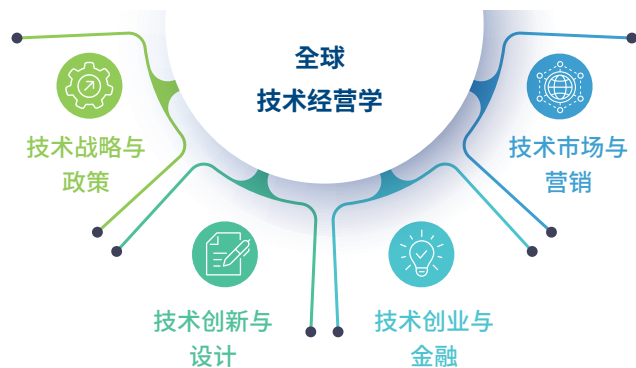 全球
技术经营学
技术战略与
政策
技术市场与
营销
技术创新与
设计
技术创业与
金融